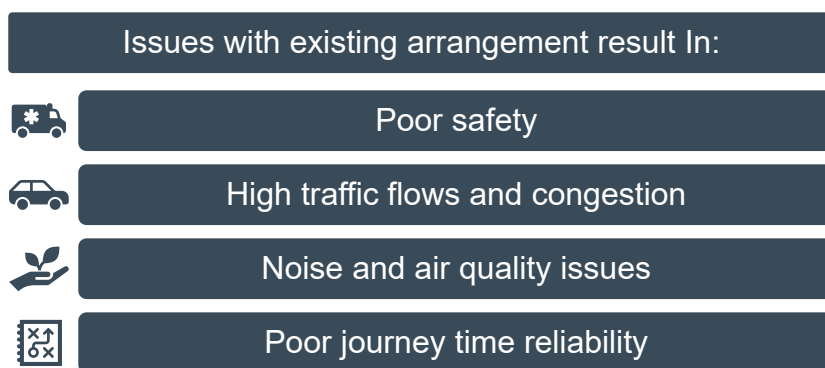 Issues with existing arrangement result In:
Poor safety
High traffic flows and congestion
Noise and air quality issues
Poor journey time reliability